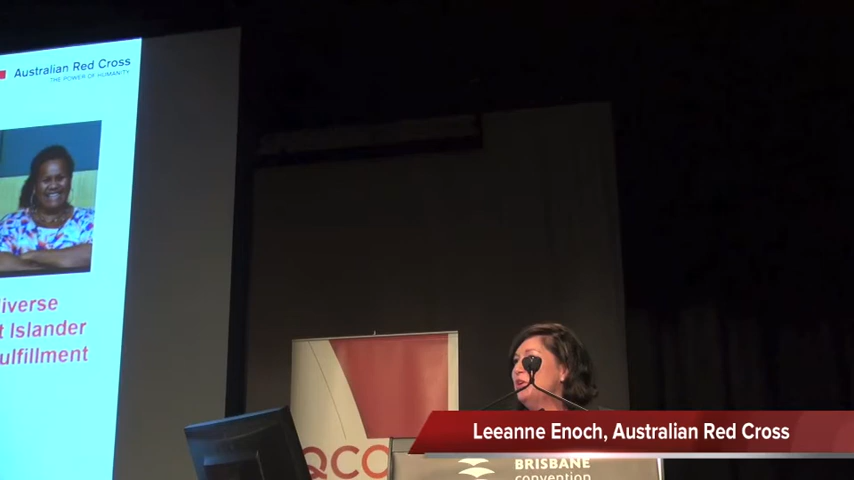 Australian Red Cross
THE POWER OF HUMANITY
iverse
t Islander
ulfillment
QCO
Leeanne Enoch, Australian Red Cross
BRISBANE
convention